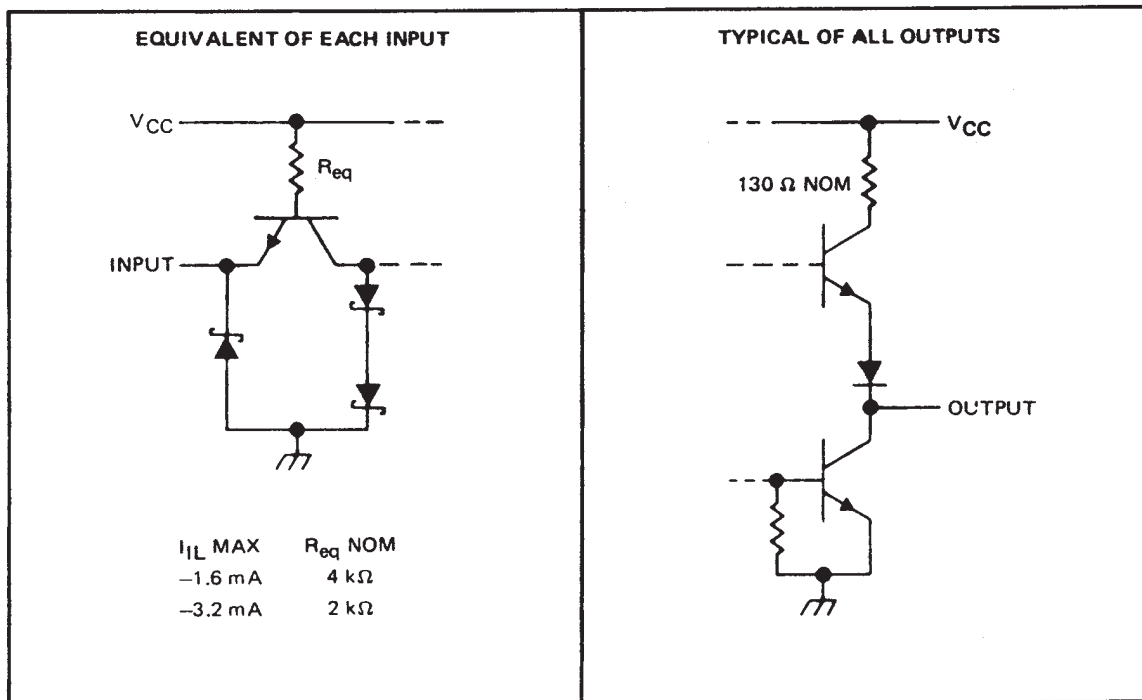 EQUIVALENT OF EACH INPUT
VCC
Req
INPUT
IIL MAX Req NOM
−1.6 mA 4 kΩ
−3.2 mA 2 kΩ
TYPICAL OF ALL OUTPUTS
VCC
130 Ω NOM
OUTPUT